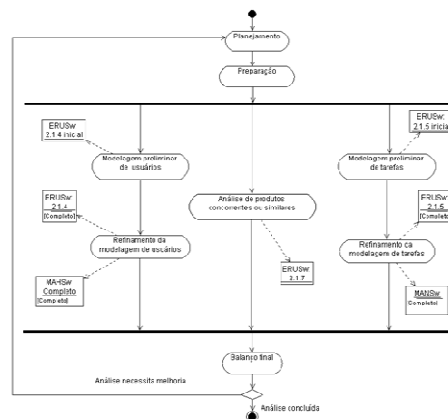 Planejamento
Preparação
ERUSw
2.1.4 inicial
ERUSw:
2.1.5 inicial
Modelagem preliminar
de usuários
Modelagem preliminar
de tarefas
ERUSw
2.1.4
[Completo]
Análise de produtos
concorrentes ou similares
ERUSw
2.1.5
[Completo]
Refinamento da
modelagem de usuários
Refinamento da
modelagem de tarefas
ERUSw
2.1.7
Completo
[Completo]
Balanço final
Análise necessita melhoria
Análise concluída